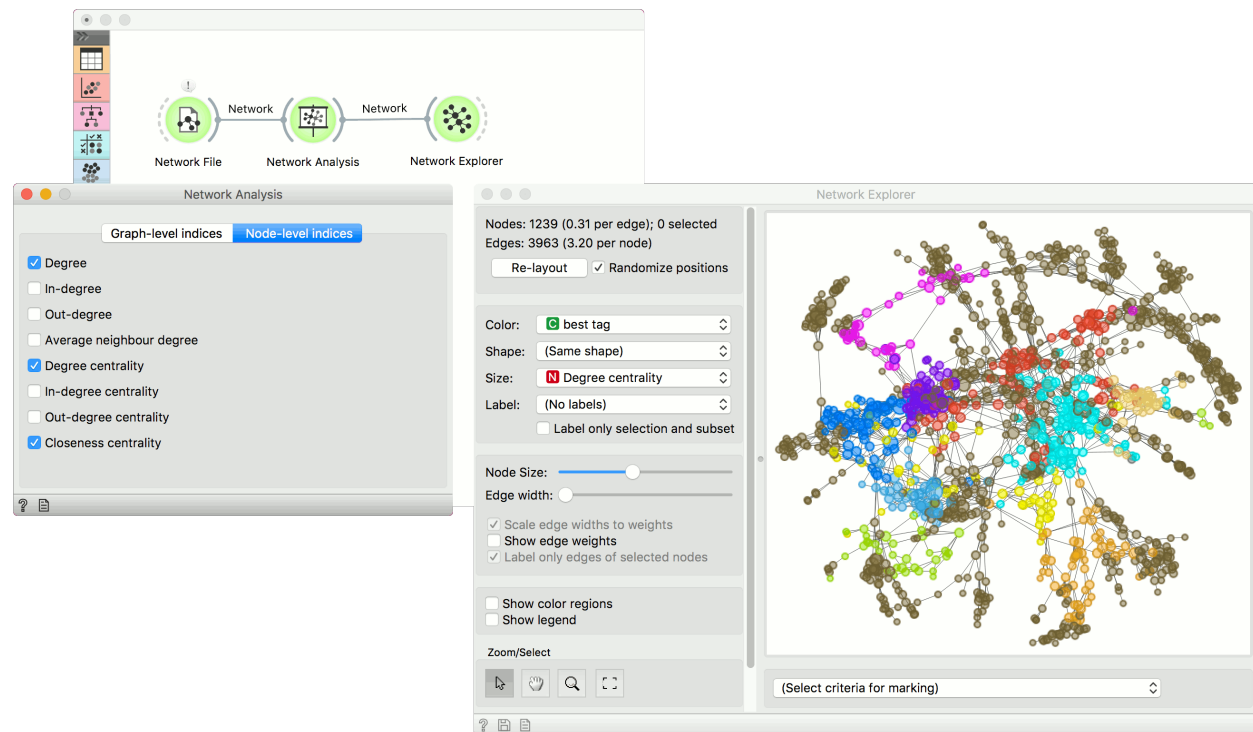 !
Network
Network
Network File
Network Analysis
Network Explorer
Network Analysis
Graph-level indices
Node-level indices
Degree
In-degree
Out-degree
Average neighbour degree
Degree centrality
In-degree centrality
Out-degree centrality
Closeness centrality
?
Network Explorer
Nodes: 1239 (0.31 per edge); 0 selected
Edges: 3963 (3.20 per node)
Re-layout
Randomize positions
Color: C best tag
Shape: (Same shape)
Size: N Degree centrality
Label: (No labels)
Label only selection and subset
Node Size:
Edge width:
Scale edge widths to weights
Show edge weights
Label only edges of selected nodes
Show color regions
Show legend
Zoom/Select
(Select criteria for marking)
?